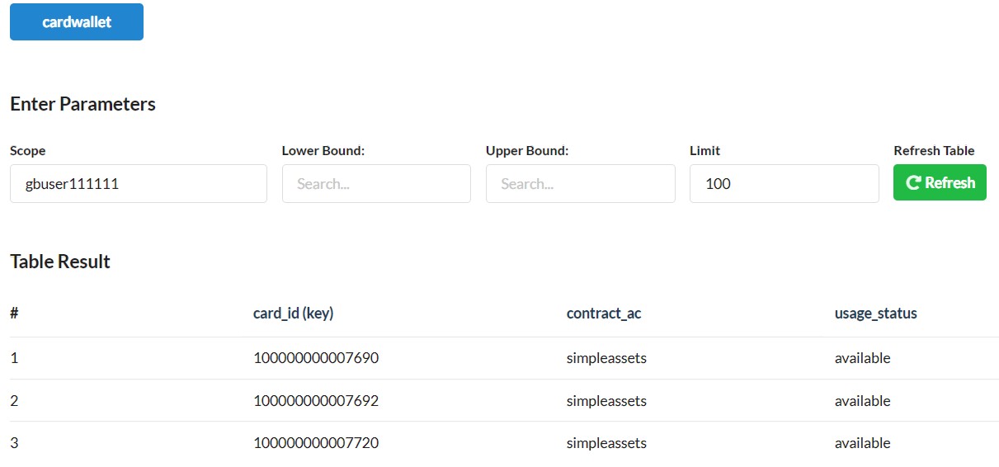 cardwallet
Enter Parameters
Scope Lower Bound: Upper Bound: Limit Refresh Table
gbuser111111 Search... Search... 100 Refresh
Table Result
# card_id (key) contract_ac usage_status
1 100000000007690 simpleassets available
2 100000000007692 simpleassets available
3 100000000007720 simpleassets available